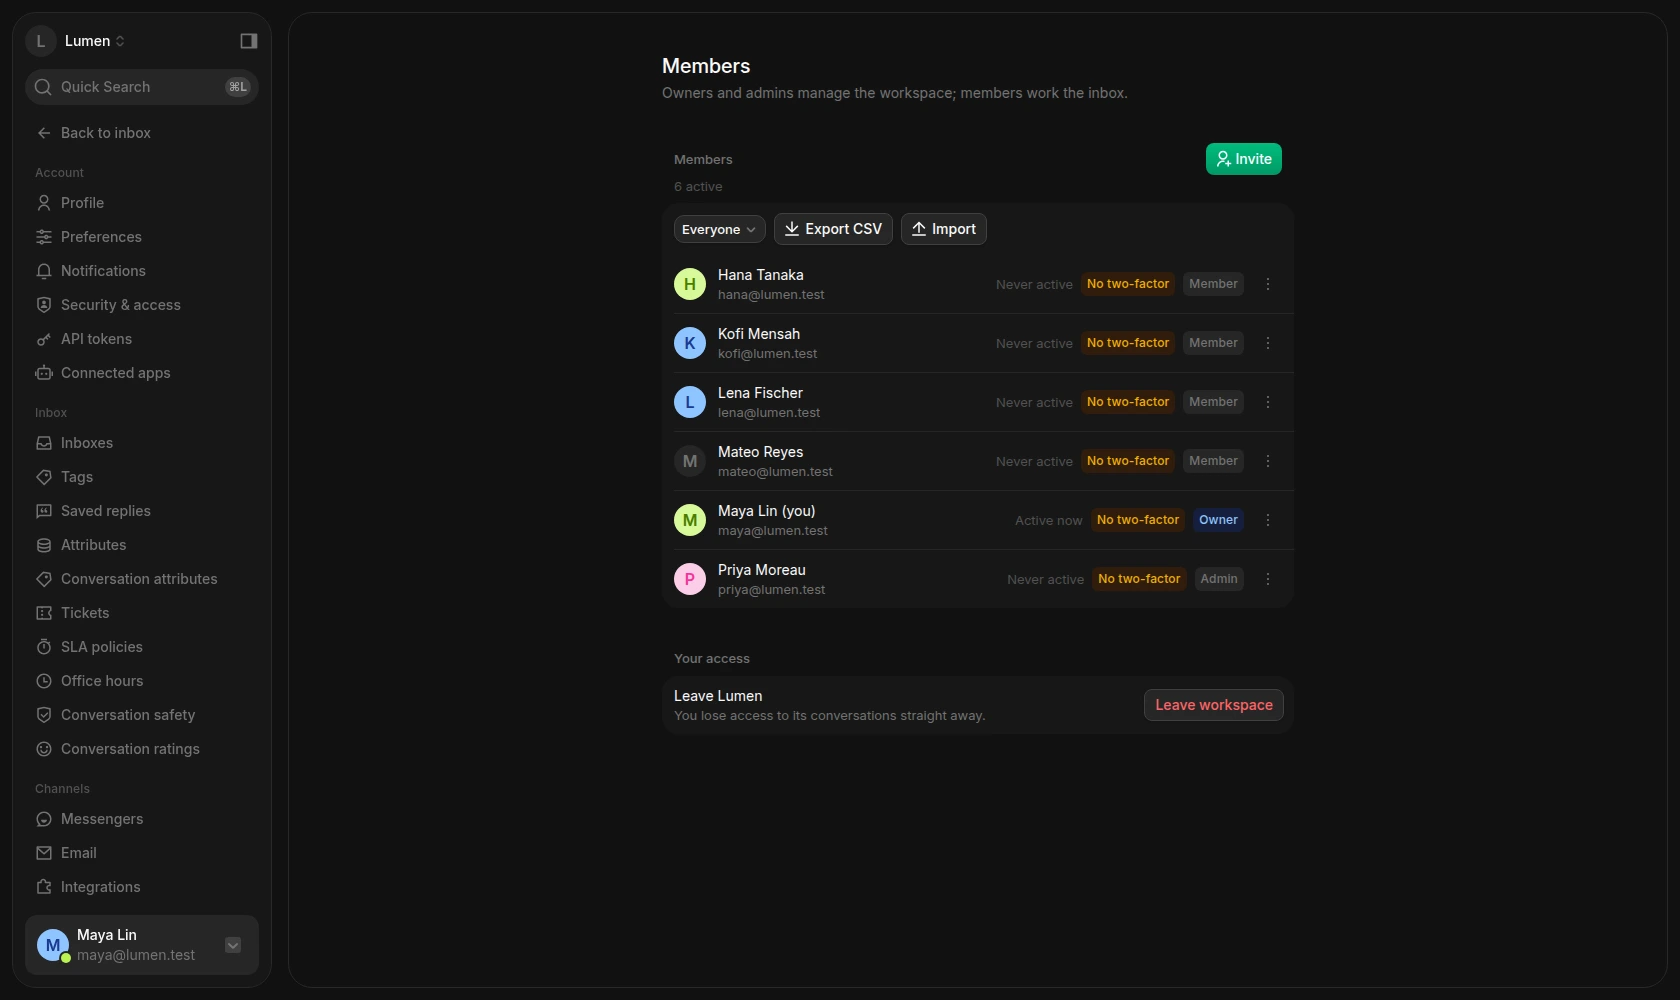 L Lumen
Quick Search ⌘L
Back to inbox
Account
Profile
Preferences
Notifications
Security & access
API tokens
Connected apps
Inbox
Inboxes
Tags
Saved replies
Attributes
Conversation attributes
Tickets
SLA policies
Office hours
Conversation safety
Conversation ratings
Channels
Messengers
Email
Integrations
M Maya Lin
maya@lumen.test
Members
Owners and admins manage the workspace; members work the inbox.
Members
6 active
Invite
Everyone Export CSV Import
H Hana Tanaka
hana@lumen.test
Never active No two-factor Member
K Kofi Mensah
kofi@lumen.test
Never active No two-factor Member
L Lena Fischer
lena@lumen.test
Never active No two-factor Member
M Mateo Reyes
mateo@lumen.test
Never active No two-factor Member
M Maya Lin (you)
maya@lumen.test
Active now No two-factor Owner
P Priya Moreau
priya@lumen.test
Never active No two-factor Admin
Your access
Leave Lumen
You lose access to its conversations straight away.
Leave workspace